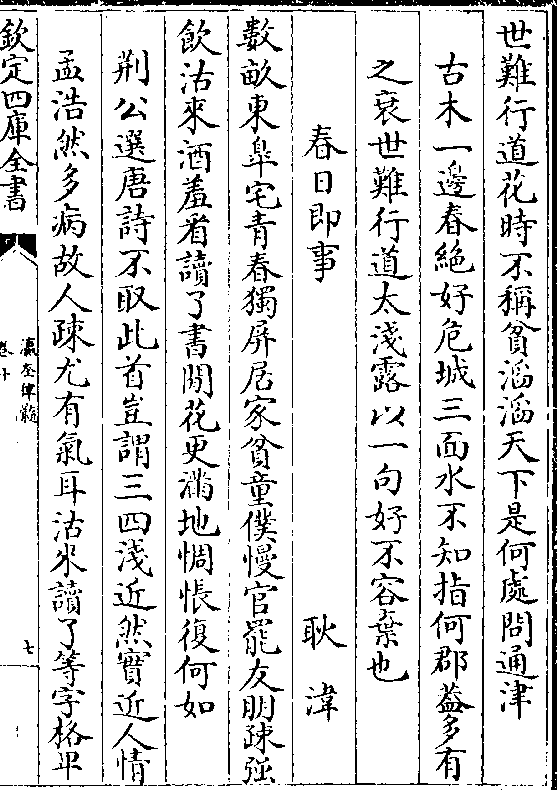 世難行道花時不稱貧滔滔天下是何處問通津
古木一邊春絕好危城三面水不知指何郡葢多有
之衰世難行道太淺露以一句好不容棄也
春日即事　耿湋
數畝東臯宅青春獨屏居家貧童僕慢官罷友朋疎强
飲沽來酒羞看讀了書閒花更滿地惆悵復何如
荆公選唐詩不取此首豈謂三四淺近然實近人情
孟浩然多病故人疎尤有氣耳沽來讀了等字格卑
欽定四庫全書
瀛奎律髓
卷十
七